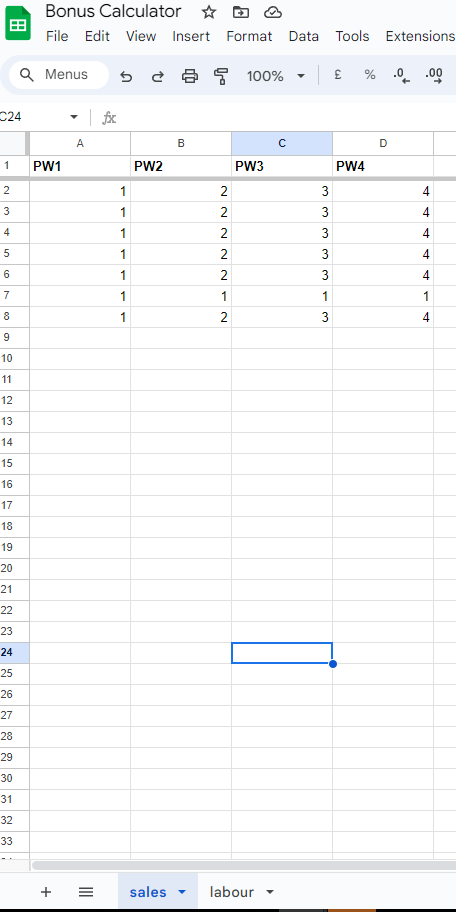 Bonus Calculator
File Edit View Insert Format Data Tools Extensions
Menus 100% £ % .0 .00
C24 fx
A B C D
1 PW1 PW2 PW3 PW4
2 1 2 3 4
3 1 2 3 4
4 1 2 3 4
5 1 2 3 4
6 1 2 3 4
7 1 1 1 1
8 1 2 3 4
9
10
11
12
13
14
15
16
17
18
19
20
21
22
23
24
25
26
27
28
29
30
31
32
33
sales labour